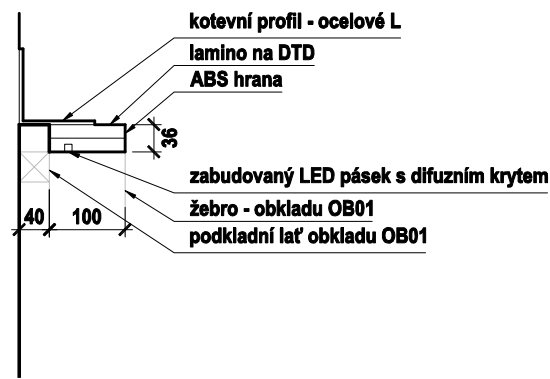 kotevní profil - ocelové L
lamino na DTD
ABS hrana
36
zabudovaný LED pásek s difuzním krytem
žebro - obkladu OB01
40 100
podkladní lať obkladu OB01